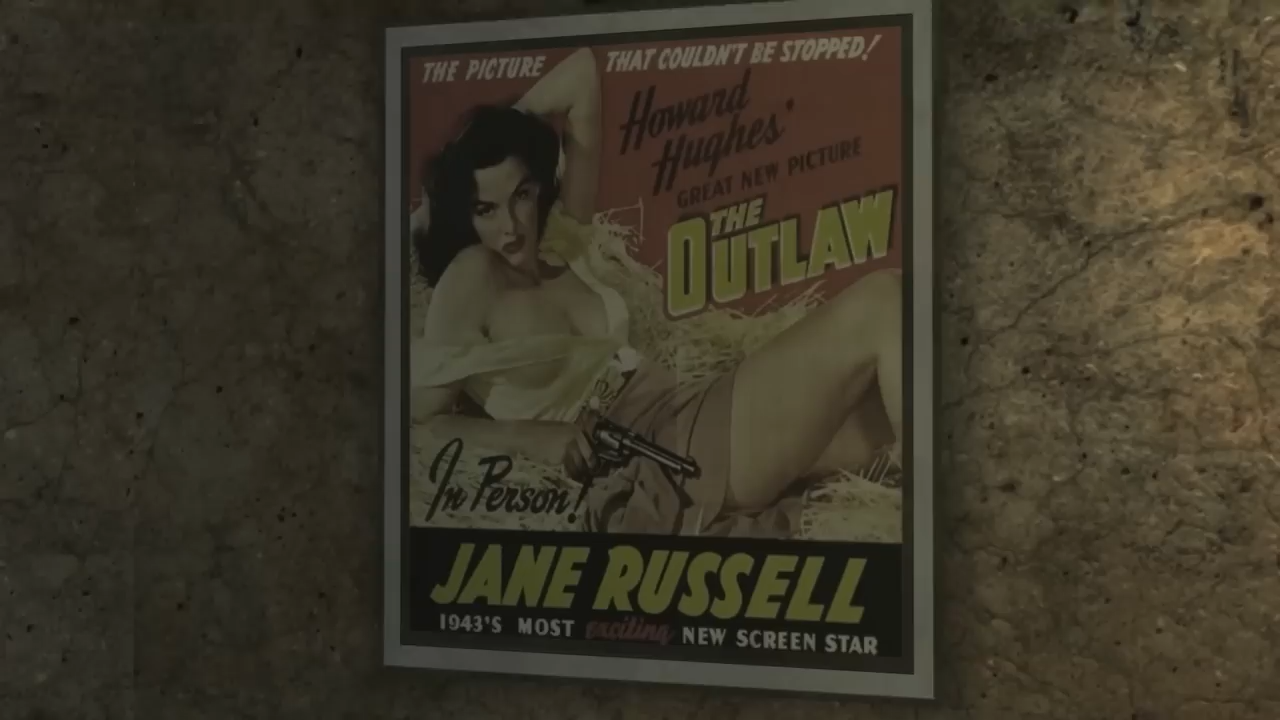 THE PICTURE THAT COULDN'T BE STOPPED!
Howard
Hughes'
GREAT NEW PICTURE
THE
OUTLAW
In Person!
JANE RUSSELL
1943'S MOST exciting NEW SCREEN STAR